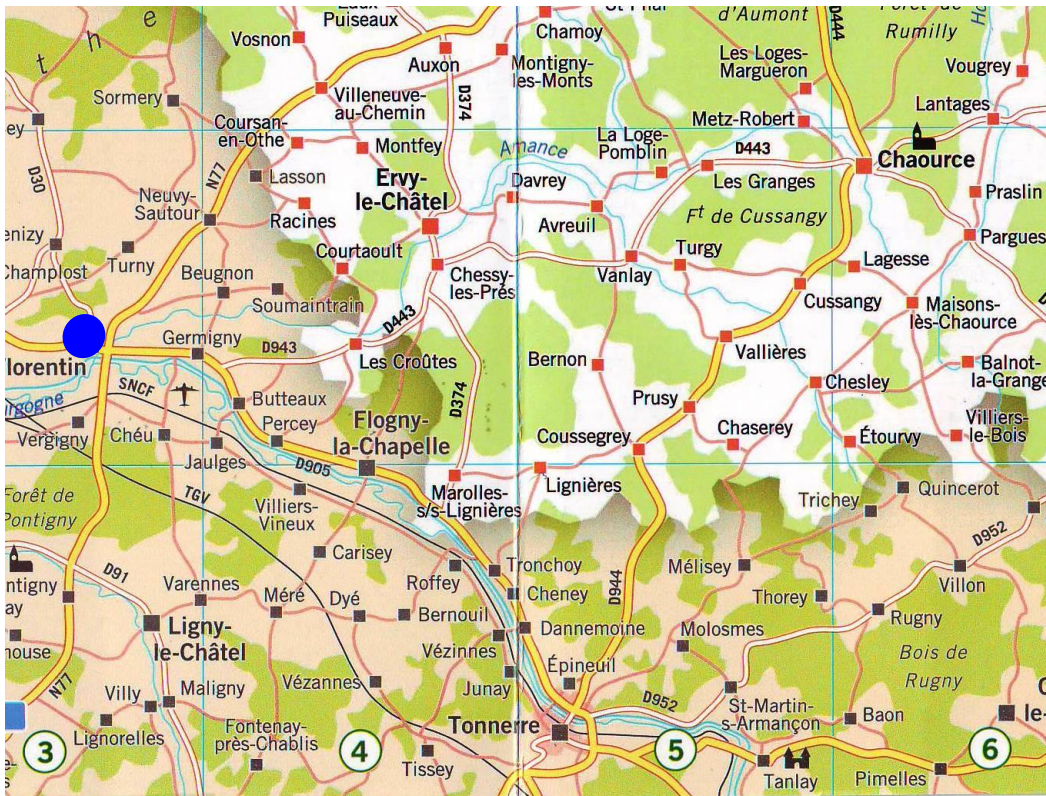 t h e
Puiseaux
Vosnon
Auxon
Chamoy
Montigny-
les-Monts
d'Aumont
D444
Forêt de
Rumilly
Les Loges-
Margueron
Vougrey
Sormery
Villeneuve-
au-Chemin
D374
Metz-Robert
Lantages
Coursan-
en-Othe
Montfey
Amance
La Loge-
Pomblin
D443
Chaource
D30
N77
Lasson
Ervy-
le-Châtel
Davrey
Les Granges
Praslin
Neuvy-
Sautour
Racines
Avreuil
Ft de Cussangy
Pargues
Courtaoult
Turgy
Lagesse
Champlost
Turny
Beugnon
Chessy-
les-Prés
Vanlay
Cussangy
Maisons-
lès-Chaource
Soumaintrain
D443
Germigny
D943
Les Croûtes
Vallières
lorentin
Bernon
Chesley
Balnot-
la-Grange
SNCF
Butteaux
D374
Prusy
Villiers-
le-Bois
Vergigny
Chéu
Percey
Flogny-
la-Chapelle
Coussegrey
Chaserey
Étourvy
Jaulges
D905
Marolles-
s/s-Lignières
Lignières
Quincerot
Trichey
Forêt de
Pontigny
TGV
Villiers-
Vineux
D952
Carisey
Tronchoy
D944
Mélisey
Villon
D91
Roffey
Cheney
Varennes
Méré
Dyé
Bernouil
Thorey
Rugny
Ligny-
le-Châtel
Dannemoine
Molosmes
Vézinnes
Bois de
Rugny
N77
Villy
Maligny
Vézannes
Junay
Épineuil
D952
St-Martin-
s-Armançon
Baon
Lignorelles
Fontenay-
près-Chablis
Tonnerre
3
4
5
6
Tissey
Tanlay
Pimelles